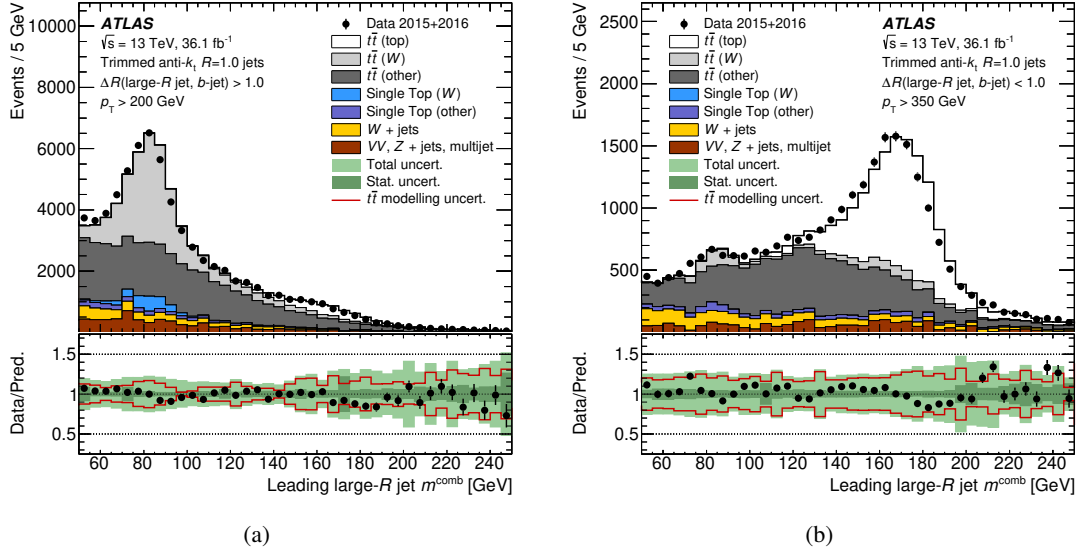 ATLAS
√s = 13 TeV, 36.1 fb⁻¹
Trimmed anti-kₜ R=1.0 jets
ΔR(large-R jet, b-jet) > 1.0
p_T > 200 GeV
Data 2015+2016
tt̄ (top)
tt̄ (W)
tt̄ (other)
Single Top (W)
Single Top (other)
W + jets
VV, Z + jets, multijet
Total uncert.
Stat. uncert.
tt̄ modelling uncert.
Events / 5 GeV
10000
8000
6000
4000
2000
Data/Pred.
1.5
1
0.5
60 80 100 120 140 160 180 200 220 240
Leading large-R jet m^comb [GeV]
(a)
Data 2015+2016
tt̄ (top)
tt̄ (W)
tt̄ (other)
Single Top (W)
Single Top (other)
W + jets
VV, Z + jets, multijet
Total uncert.
Stat. uncert.
tt̄ modelling uncert.
ATLAS
√s = 13 TeV, 36.1 fb⁻¹
Trimmed anti-kₜ R=1.0 jets
ΔR(large-R jet, b-jet) < 1.0
p_T > 350 GeV
Events / 5 GeV
2500
2000
1500
1000
500
Data/Pred.
1.5
1
0.5
60 80 100 120 140 160 180 200 220 240
Leading large-R jet m^comb [GeV]
(b)